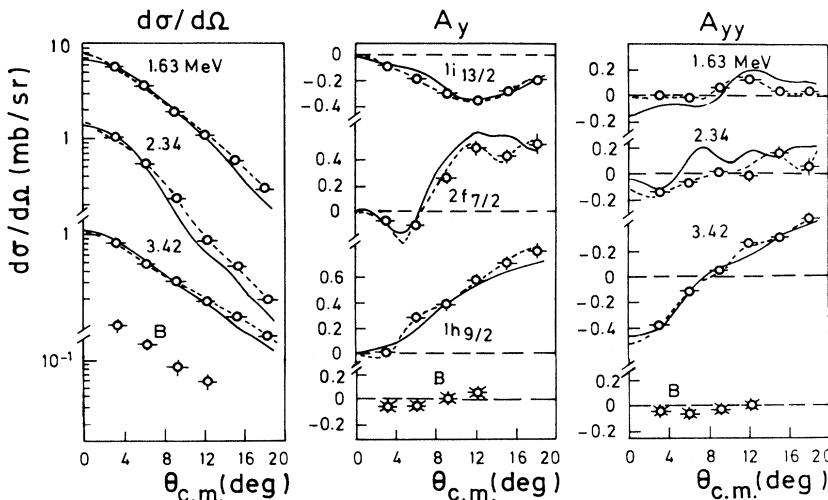 dσ/dΩ
A y
A yy
dσ/dΩ (mb/sr)
10
1
1
10⁻¹
1.63 MeV
2.34
3.42
B
0 4 8 12 16 20
θ c.m. (deg)
0
-0.2
-0.4
0.4
0.2
0
0.6
0.4
0.2
0
0.2
0
-0.2
1i 13/2
2f 7/2
1h 9/2
B
0 4 8 12 16 20
θ c.m. (deg)
0.2
0
-0.2
0.2
0
-0.2
-0.2
0
-0.2
-0.4
0.2
0
-0.2
1.63 MeV
2.34
3.42
B
0 4 8 12 16 20
θ c.m. (deg)